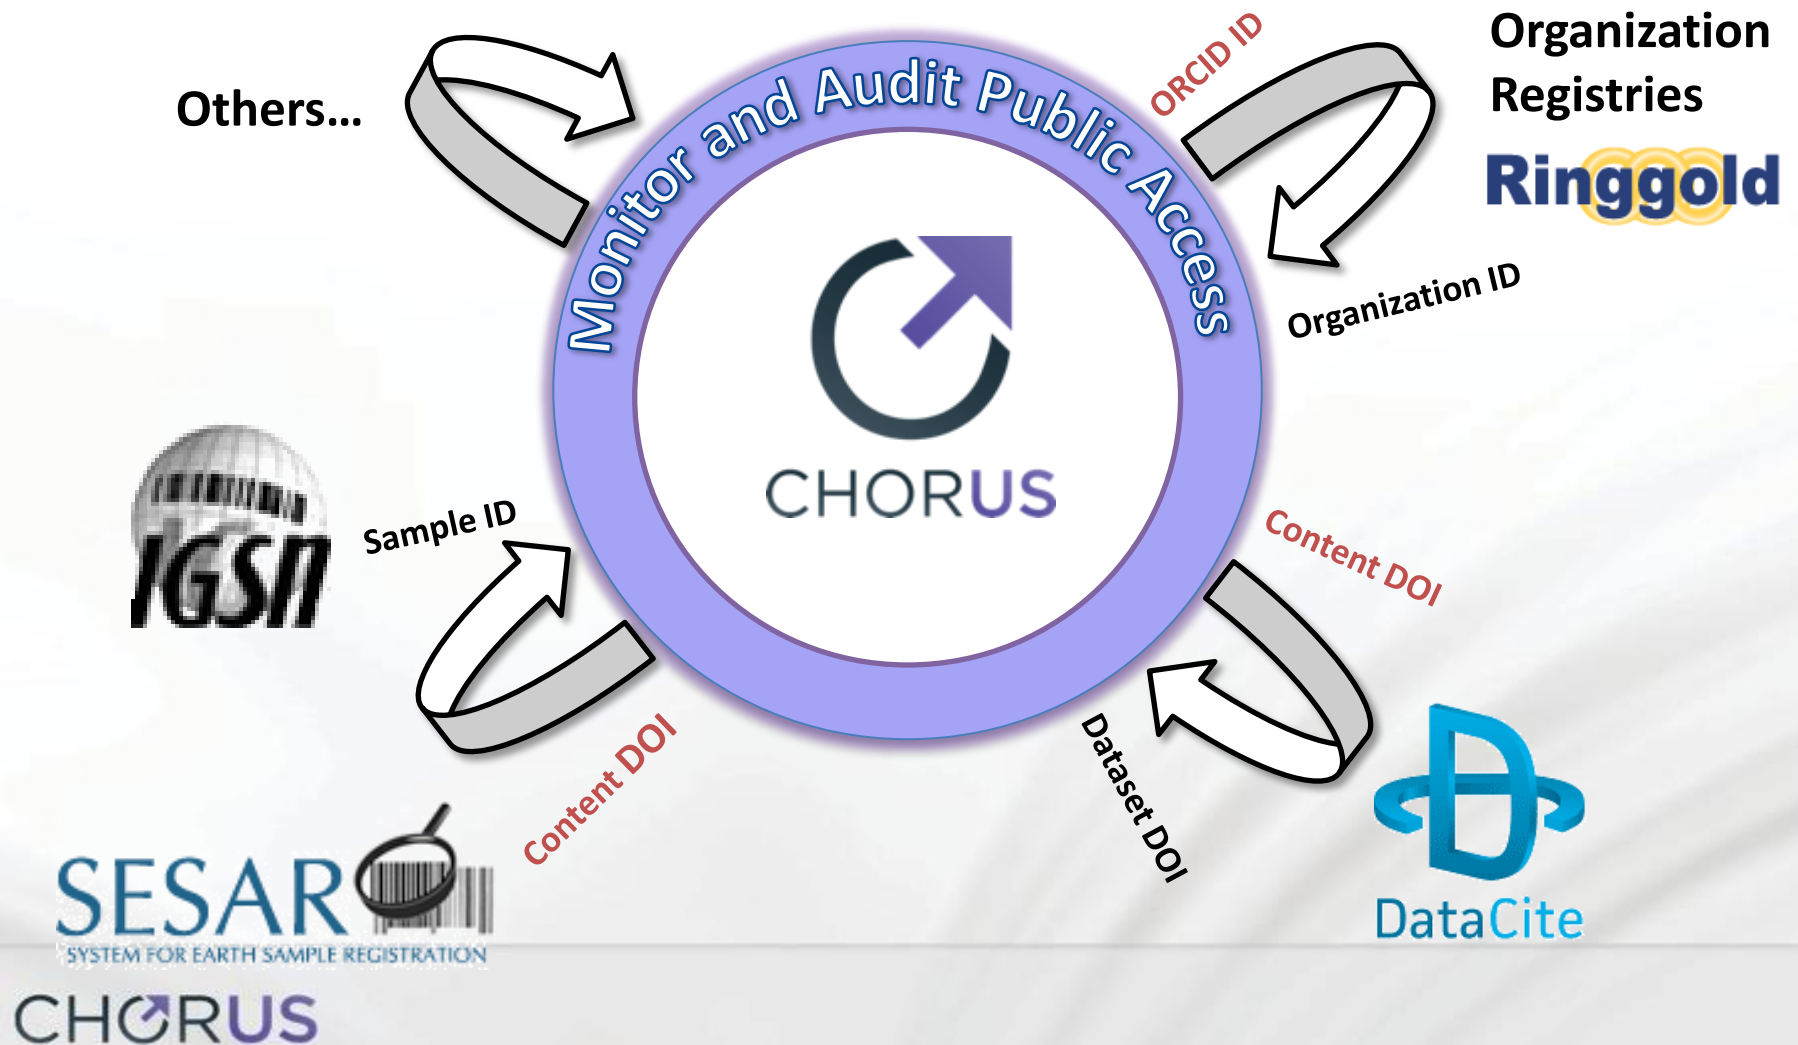 Others...
Monitor and Audit Public Access
ORCID ID
Organization
Registries
Ringgold
Organization ID
CHORUS
IGSN
Sample ID
Content DOI
Content DOI
Dataset DOI
SESAR
SYSTEM FOR EARTH SAMPLE REGISTRATION
DataCite
CHORUS